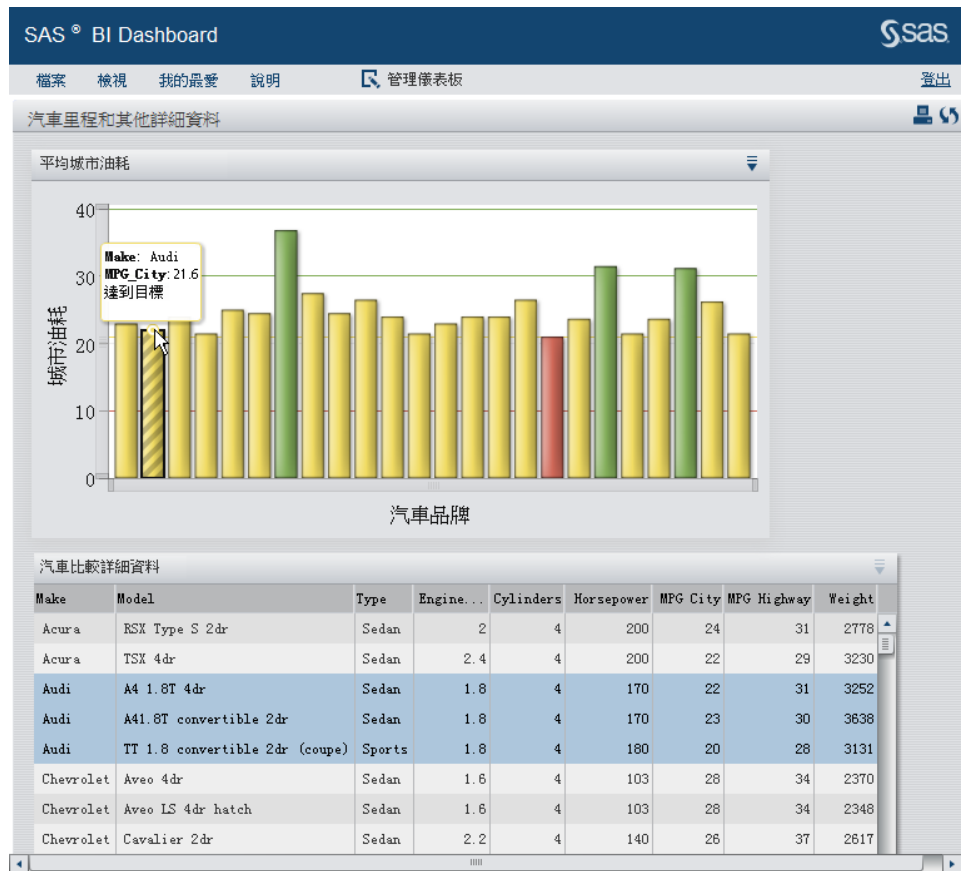 SAS ® BI Dashboard
sas
檔案 檢視 我的最愛 說明 管理儀表板 登出
汽車里程和其他詳細資料
平均城市油耗
40
30
20
10
0
城市油耗
Make: Audi
MPG_City: 21.6
達到目標
汽車品牌
汽車比較詳細資料
Make Model Type Engine... Cylinders Horsepower MPG City MPG Highway Weight
Acura RSX Type S 2dr Sedan 2 4 200 24 31 2778
Acura TSX 4dr Sedan 2.4 4 200 22 29 3230
Audi A4 1.8T 4dr Sedan 1.8 4 170 22 31 3252
Audi A41.8T convertible 2dr Sedan 1.8 4 170 23 30 3638
Audi TT 1.8 convertible 2dr (coupe) Sports 1.8 4 180 20 28 3131
Chevrolet Aveo 4dr Sedan 1.6 4 103 28 34 2370
Chevrolet Aveo LS 4dr hatch Sedan 1.6 4 103 28 34 2348
Chevrolet Cavalier 2dr Sedan 2.2 4 140 26 37 2617